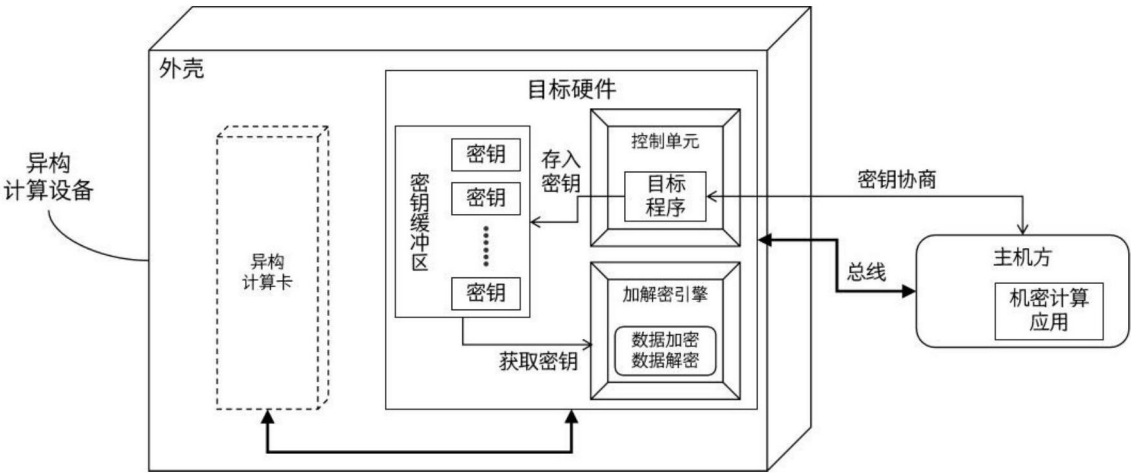 外壳
目标硬件
异构
计算设备
异构
计算卡
密钥缓冲区
密钥
密钥
密钥
存入
密钥
控制单元
目标
程序
密钥协商
获取密钥
加解密引擎
数据加密
数据解密
总线
主机方
机密计算
应用